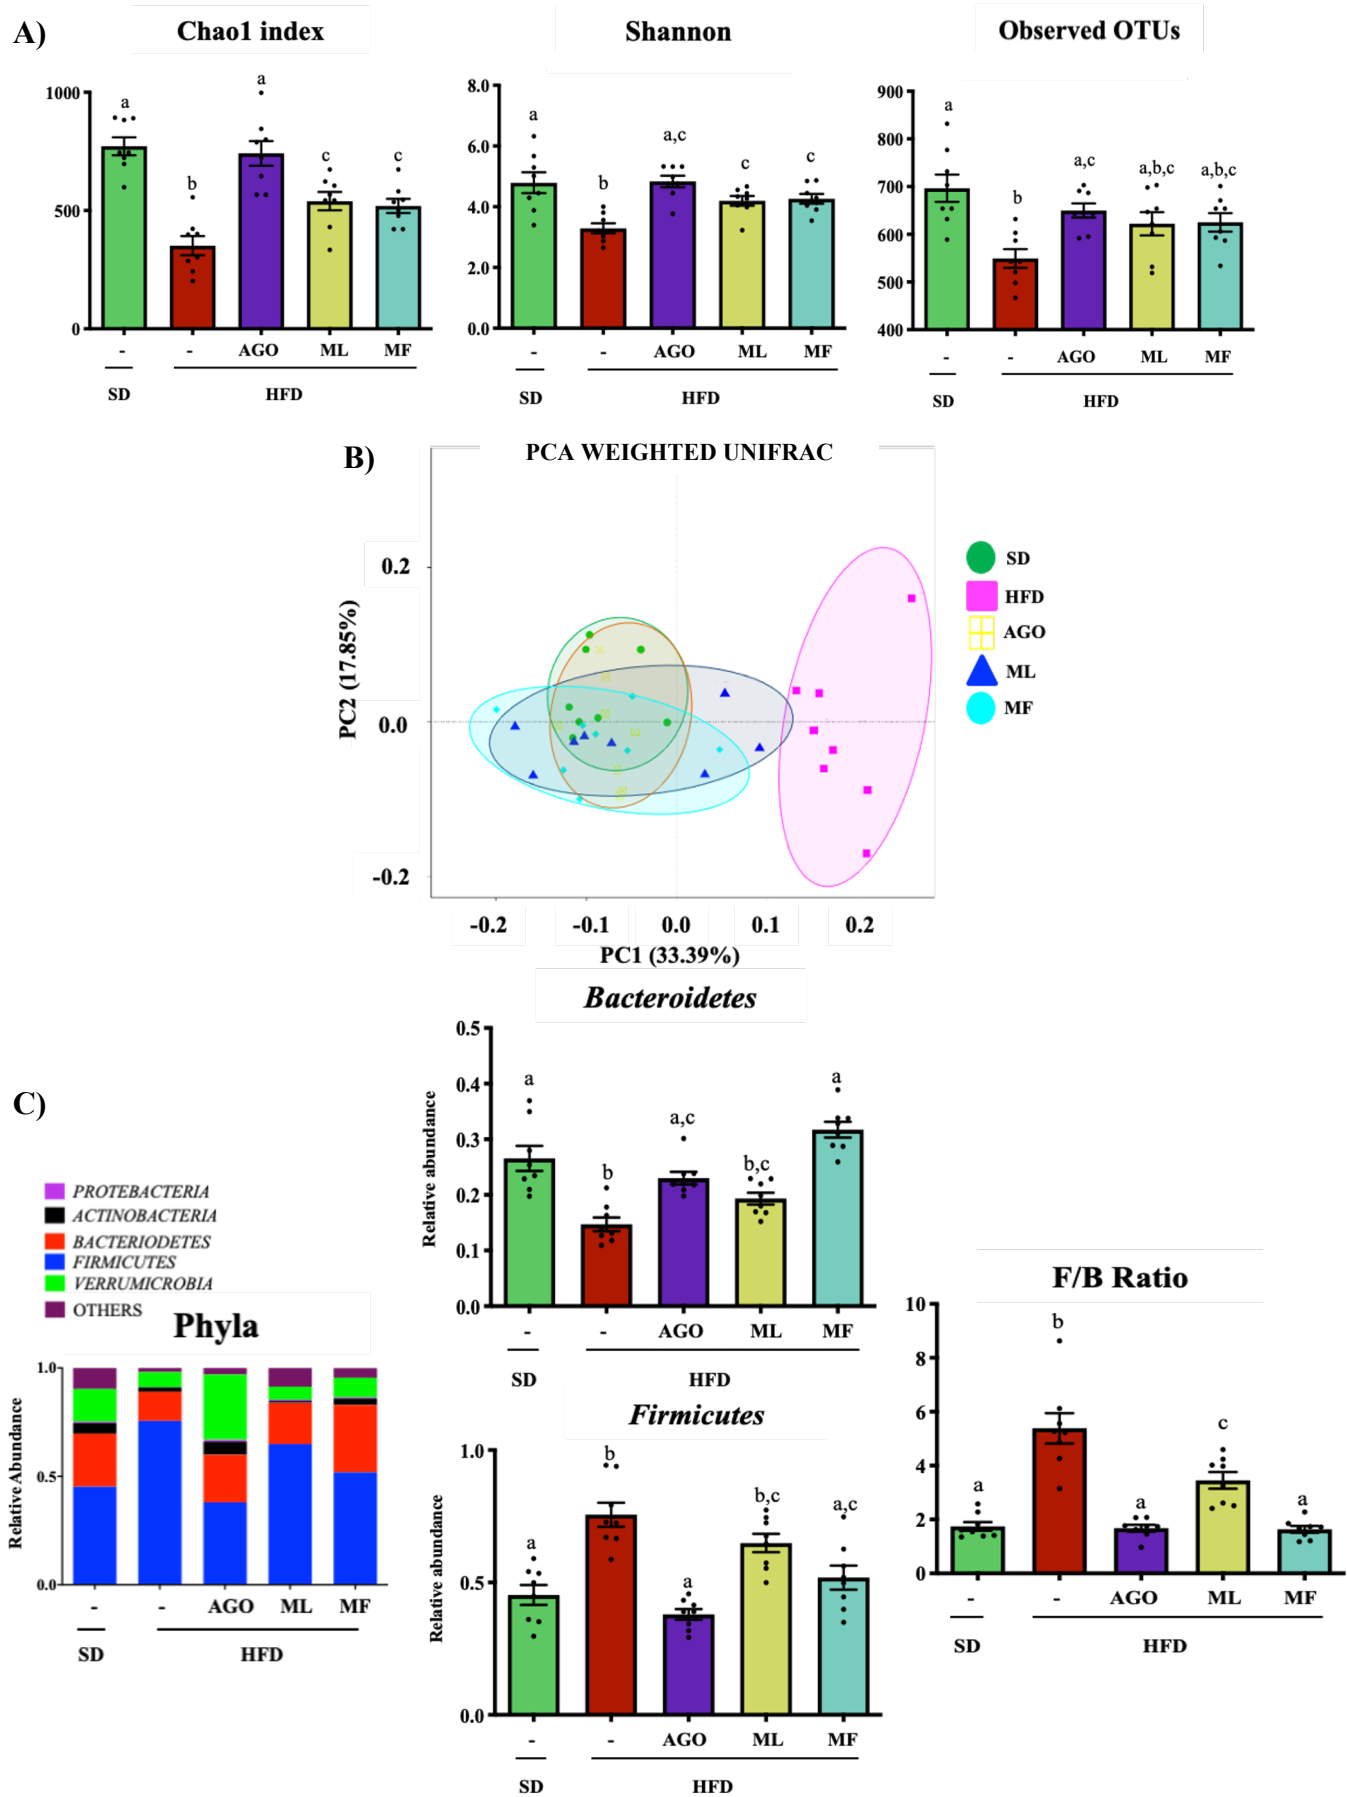 A)
Chao1 index
Shannon
Observed OTUs
1000
500
0
a
b
a
c
c
-
-
AGO
ML
MF
SD
HFD
8.0
6.0
4.0
2.0
0.0
a
b
a,c
c
c
-
-
AGO
ML
MF
SD
HFD
900
800
700
600
500
400
a
b
a,c
a,b,c
a,b,c
-
-
AGO
ML
MF
SD
HFD
B)
PCA WEIGHTED UNIFRAC
PC2 (17.85%)
0.2
0.0
-0.2
-0.2
-0.1
0.0
0.1
0.2
PC1 (33.39%)
SD
HFD
AGO
ML
MF
C)
PROTEBACTERIA
ACTINOBACTERIA
BACTERIODETES
FIRMICUTES
VERRUMICROBIA
OTHERS
Phyla
Relative Abundance
1.0
0.5
0.0
-
-
AGO
ML
MF
SD
HFD
Bacteroidetes
Relative abundance
0.5
0.4
0.3
0.2
0.1
0.0
a
b
a,c
b,c
a
-
-
AGO
ML
MF
SD
HFD
Firmicutes
Relative abundance
1.0
0.5
0.0
a
b
a
b,c
a,c
-
-
AGO
ML
MF
SD
HFD
F/B Ratio
10
8
6
4
2
0
a
b
a
c
a
-
-
AGO
ML
MF
SD
HFD